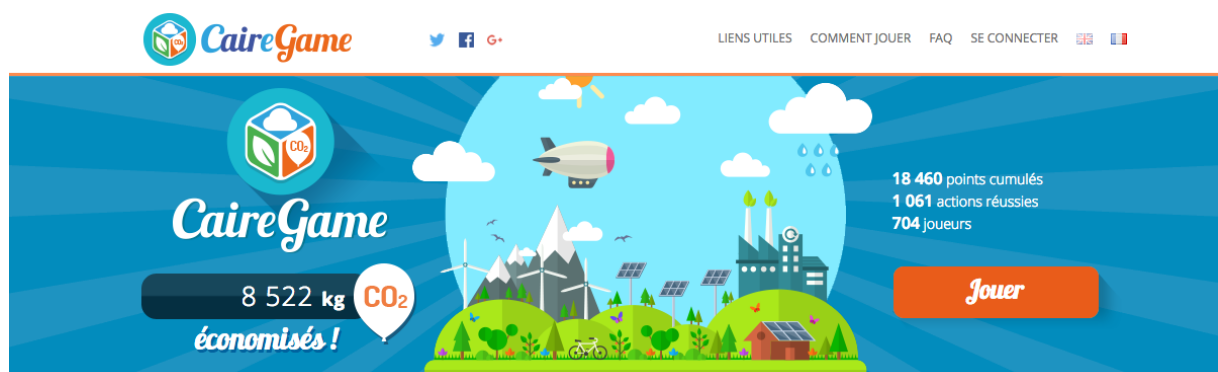 CaireGame
G+
LIENS UTILES COMMENT JOUER FAQ SE CONNECTER
CO₂
CaireGame
8 522 kg CO₂
économisés !
18 460 points cumulés
1 061 actions réussies
704 joueurs
Jouer